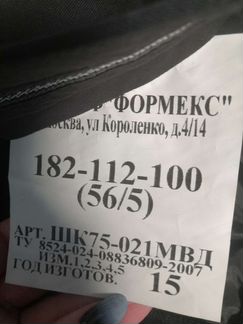 "ФОРМЕКС"
Москва, ул Короленко, д.4/14
182-112-100
(56/5)
Арт. ШК75-021МВД
ТУ 8524-024-08836809-2007
ИЗМ.1,2,3,4,5
ГОД ИЗГОТОВ. 15